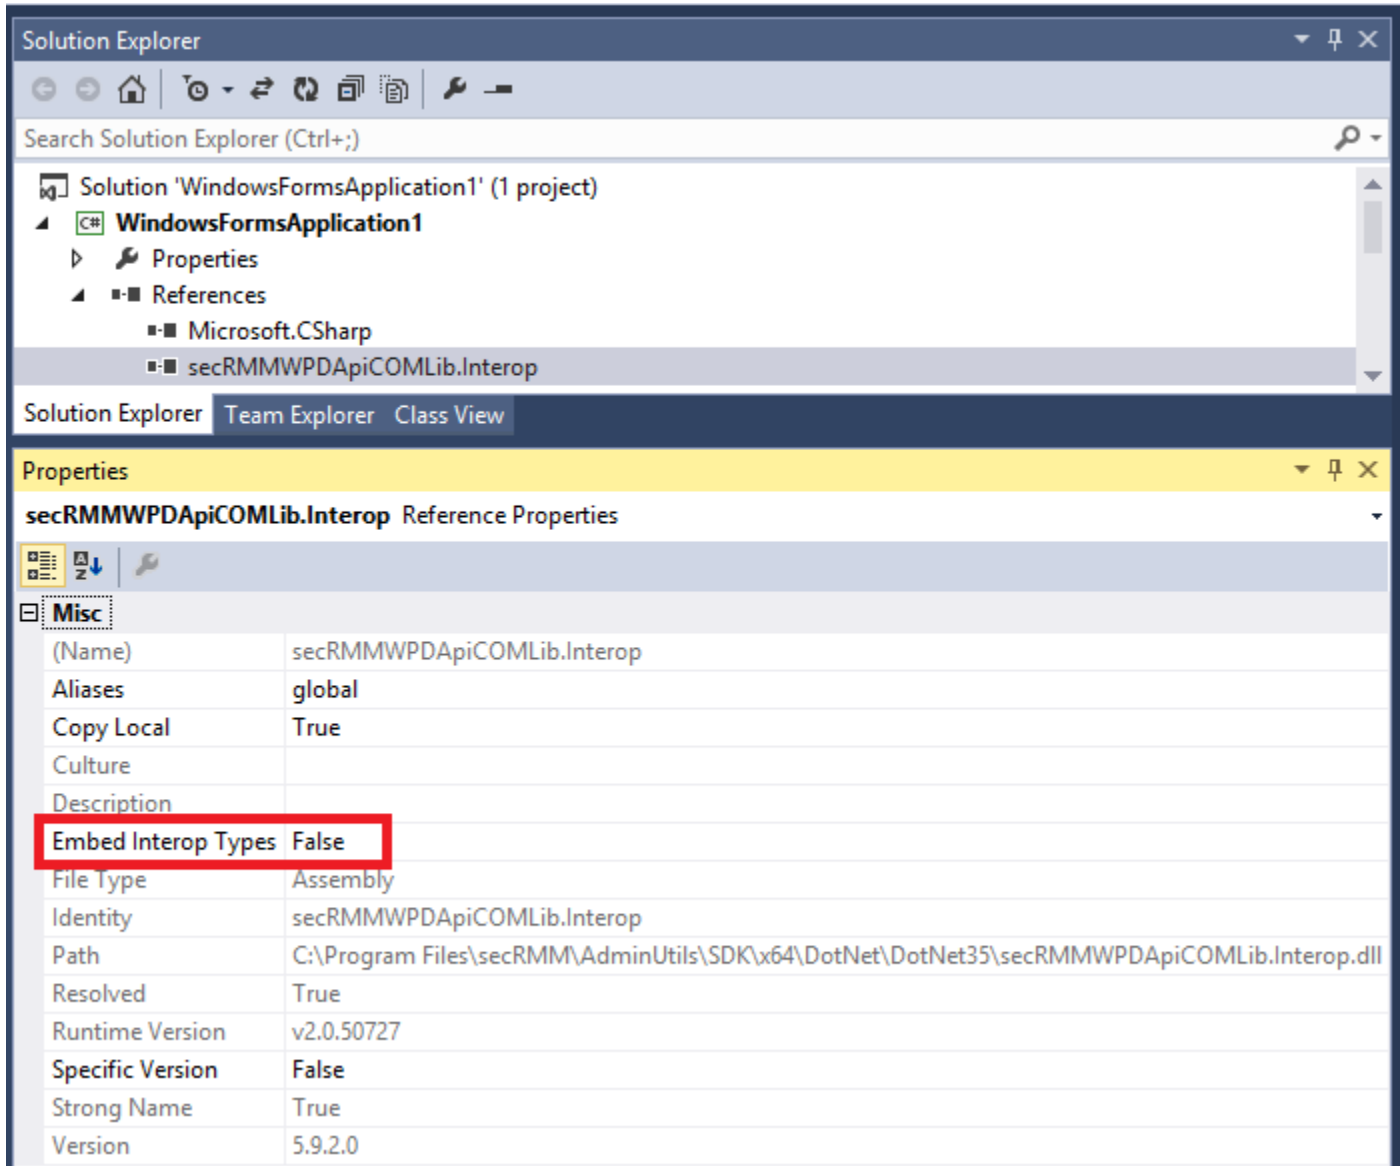 Solution Explorer
Search Solution Explorer (Ctrl+;)
Solution 'WindowsFormsApplication1' (1 project)
C# WindowsFormsApplication1
Properties
References
Microsoft.CSharp
secRMMWPDApiCOMLib.Interop
Solution Explorer Team Explorer Class View
Properties
secRMMWPDApiCOMLib.Interop Reference Properties
Misc
(Name) secRMMWPDApiCOMLib.Interop
Aliases global
Copy Local True
Culture
Description
Embed Interop Types False
File Type Assembly
Identity secRMMWPDApiCOMLib.Interop
Path C:\Program Files\secRMM\AdminUtils\SDK\x64\DotNet\DotNet35\secRMMWPDApiCOMLib.Interop.dll
Resolved True
Runtime Version v2.0.50727
Specific Version False
Strong Name True
Version 5.9.2.0